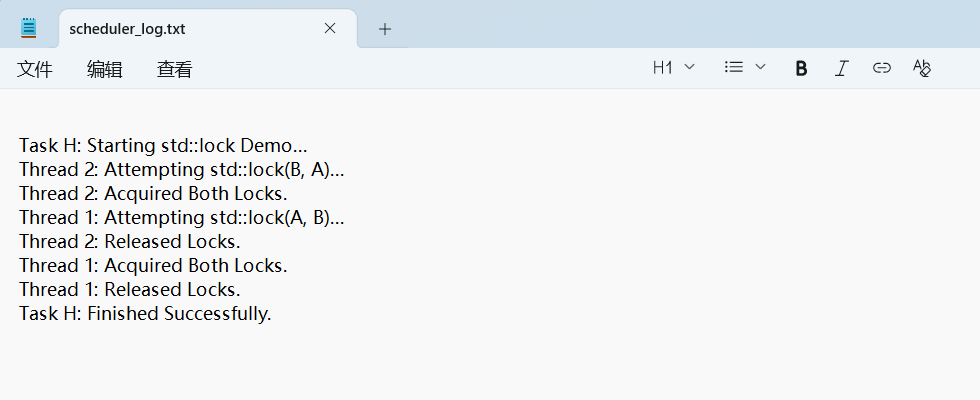 scheduler_log.txt
文件 编辑 查看 H1 B I
Task H: Starting std::lock Demo...
Thread 2: Attempting std::lock(B, A)...
Thread 2: Acquired Both Locks.
Thread 1: Attempting std::lock(A, B)...
Thread 2: Released Locks.
Thread 1: Acquired Both Locks.
Thread 1: Released Locks.
Task H: Finished Successfully.